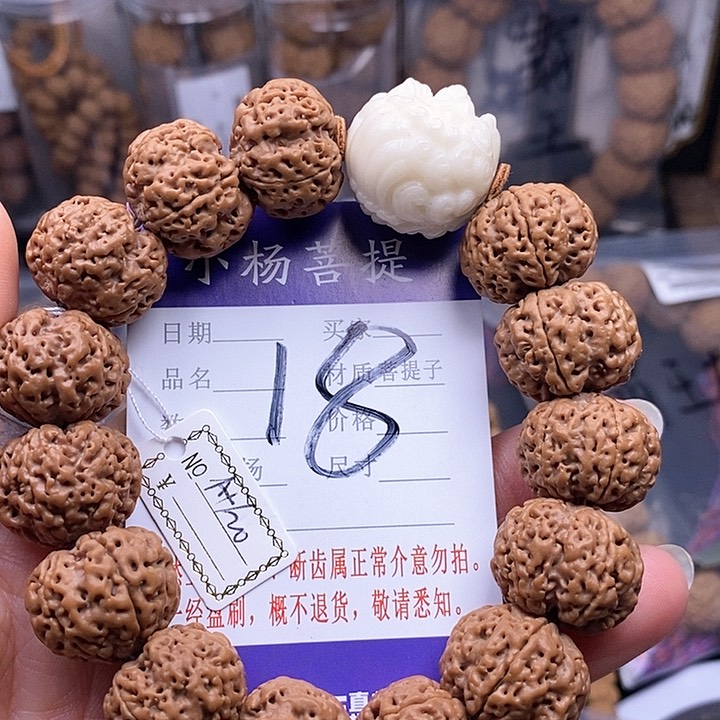 小杨菩提
日期 买家
品名 材质 菩提子
价格
场 尺寸
18
NO A+20
¥
断齿属正常介意勿拍。
经盘刷，概不退货，敬请悉知。